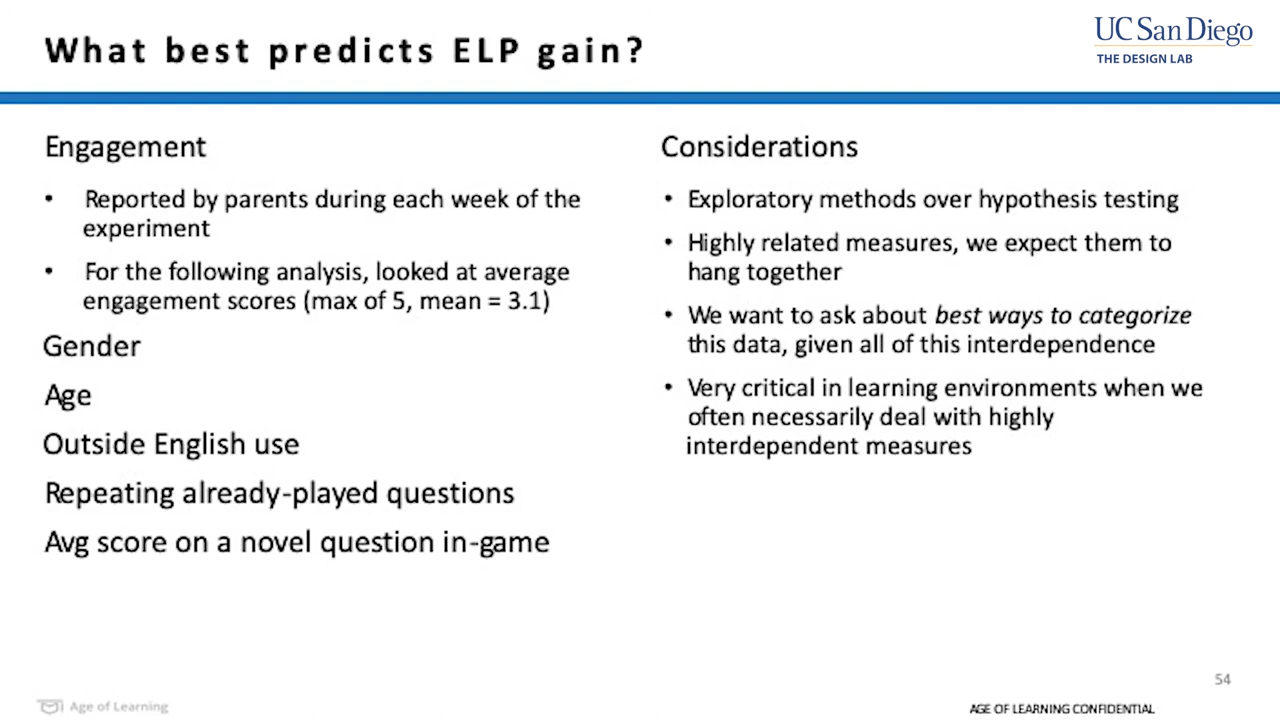 What best predicts ELP gain?
UC San Diego
THE DESIGN LAB
Engagement
• Reported by parents during each week of the
experiment
• For the following analysis, looked at average
engagement scores (max of 5, mean = 3.1)
Gender
Age
Outside English use
Repeating already-played questions
Avg score on a novel question in-game
Considerations
• Exploratory methods over hypothesis testing
• Highly related measures, we expect them to
hang together
• We want to ask about best ways to categorize
this data, given all of this interdependence
• Very critical in learning environments when we
often necessarily deal with highly
interdependent measures
54
Age of Learning
AGE OF LEARNING CONFIDENTIAL